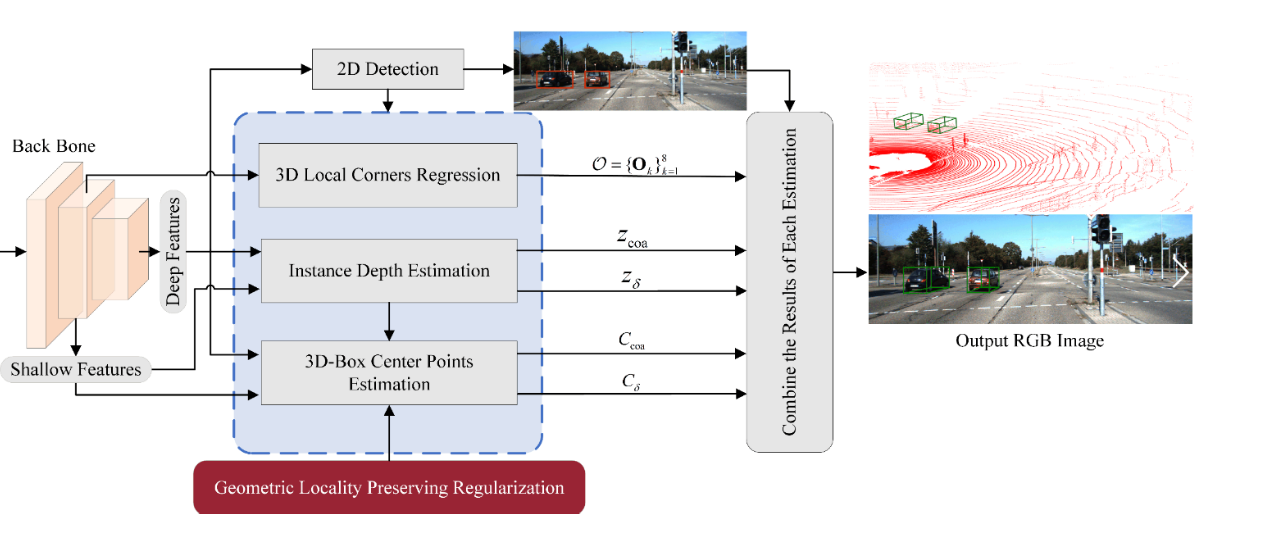 2D Detection
Back Bone
3D Local Corners Regression
𝒪 = {O_k}_{k=1}^8
Deep Features
Instance Depth Estimation
z_coa
z_δ
Shallow Features
3D-Box Center Points
Estimation
C_coa
C_δ
Combine the Results of Each Estimation
Output RGB Image
Geometric Locality Preserving Regularization